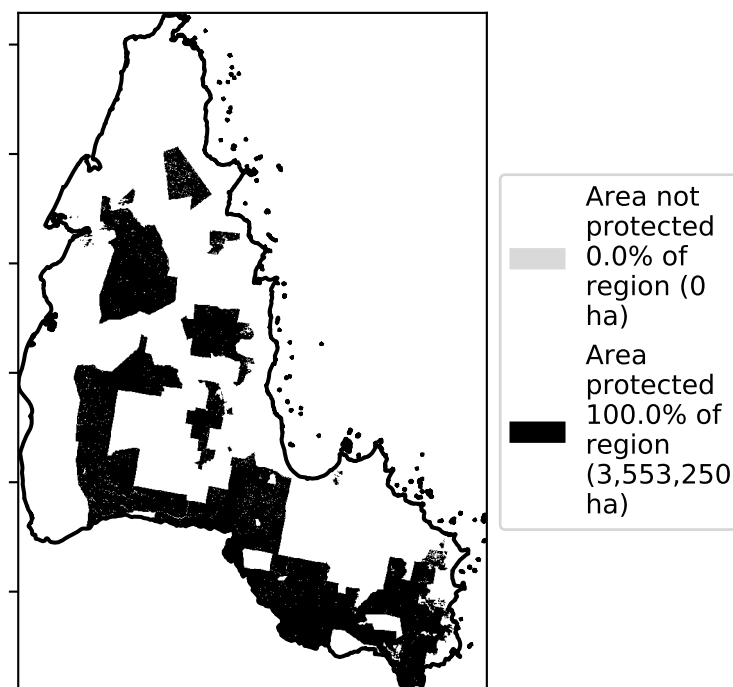 Area not
protected
0.0% of
region (0
ha)
Area
protected
100.0% of
region
(3,553,250
ha)